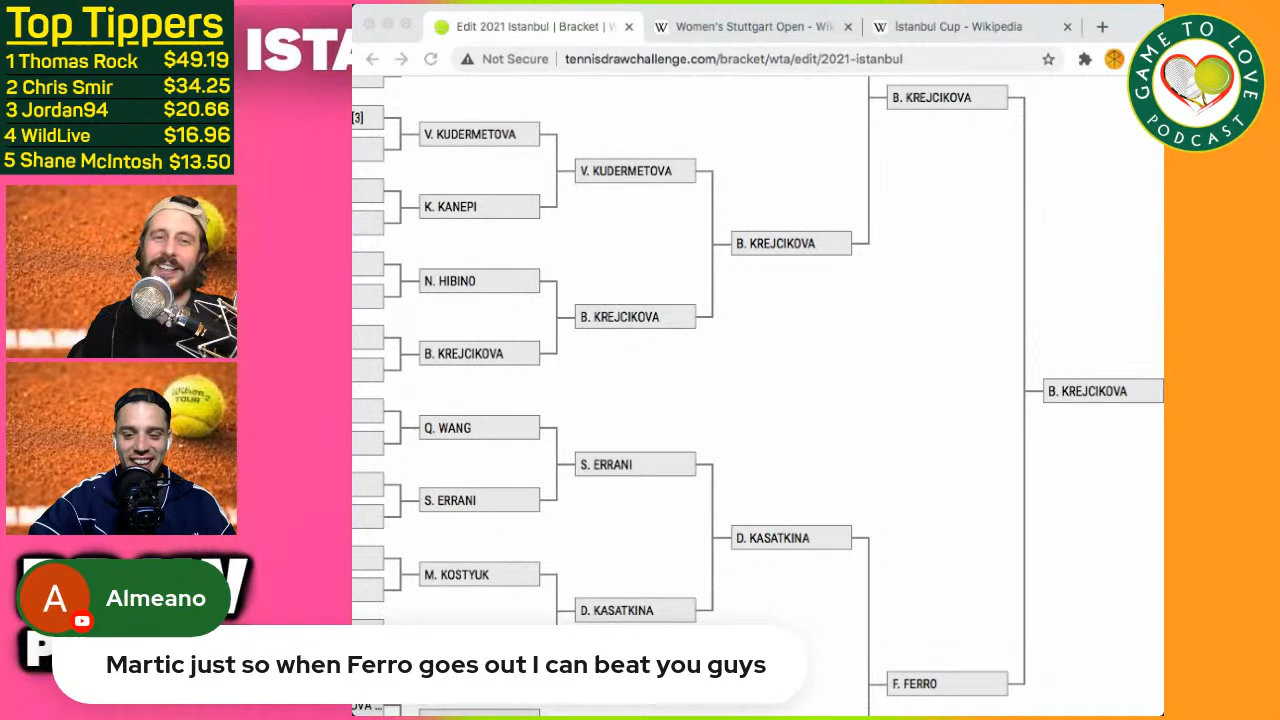 Top Tippers
1 Thomas Rock $49.19
2 Chris Smir $34.25
3 Jordan94 $20.66
4 WildLive $16.96
5 Shane McIntosh $13.50
Edit 2021 Istanbul | Bracket | W
Women's Stuttgart Open - Wik
İstanbul Cup - Wikipedia
Not Secure
tennisdrawchallenge.com/bracket/wta/edit/2021-istanbul
GAME TO LOVE
PODCAST
[3]
B. KREJCIKOVA
V. KUDERMETOVA
V. KUDERMETOVA
K. KANEPI
B. KREJCIKOVA
N. HIBINO
B. KREJCIKOVA
B. KREJCIKOVA
B. KREJCIKOVA
Q. WANG
S. ERRANI
S. ERRANI
D. KASATKINA
M. KOSTYUK
D. KASATKINA
F. FERRO
Wilson
TOUR
A
Almeano
Martic just so when Ferro goes out I can beat you guys